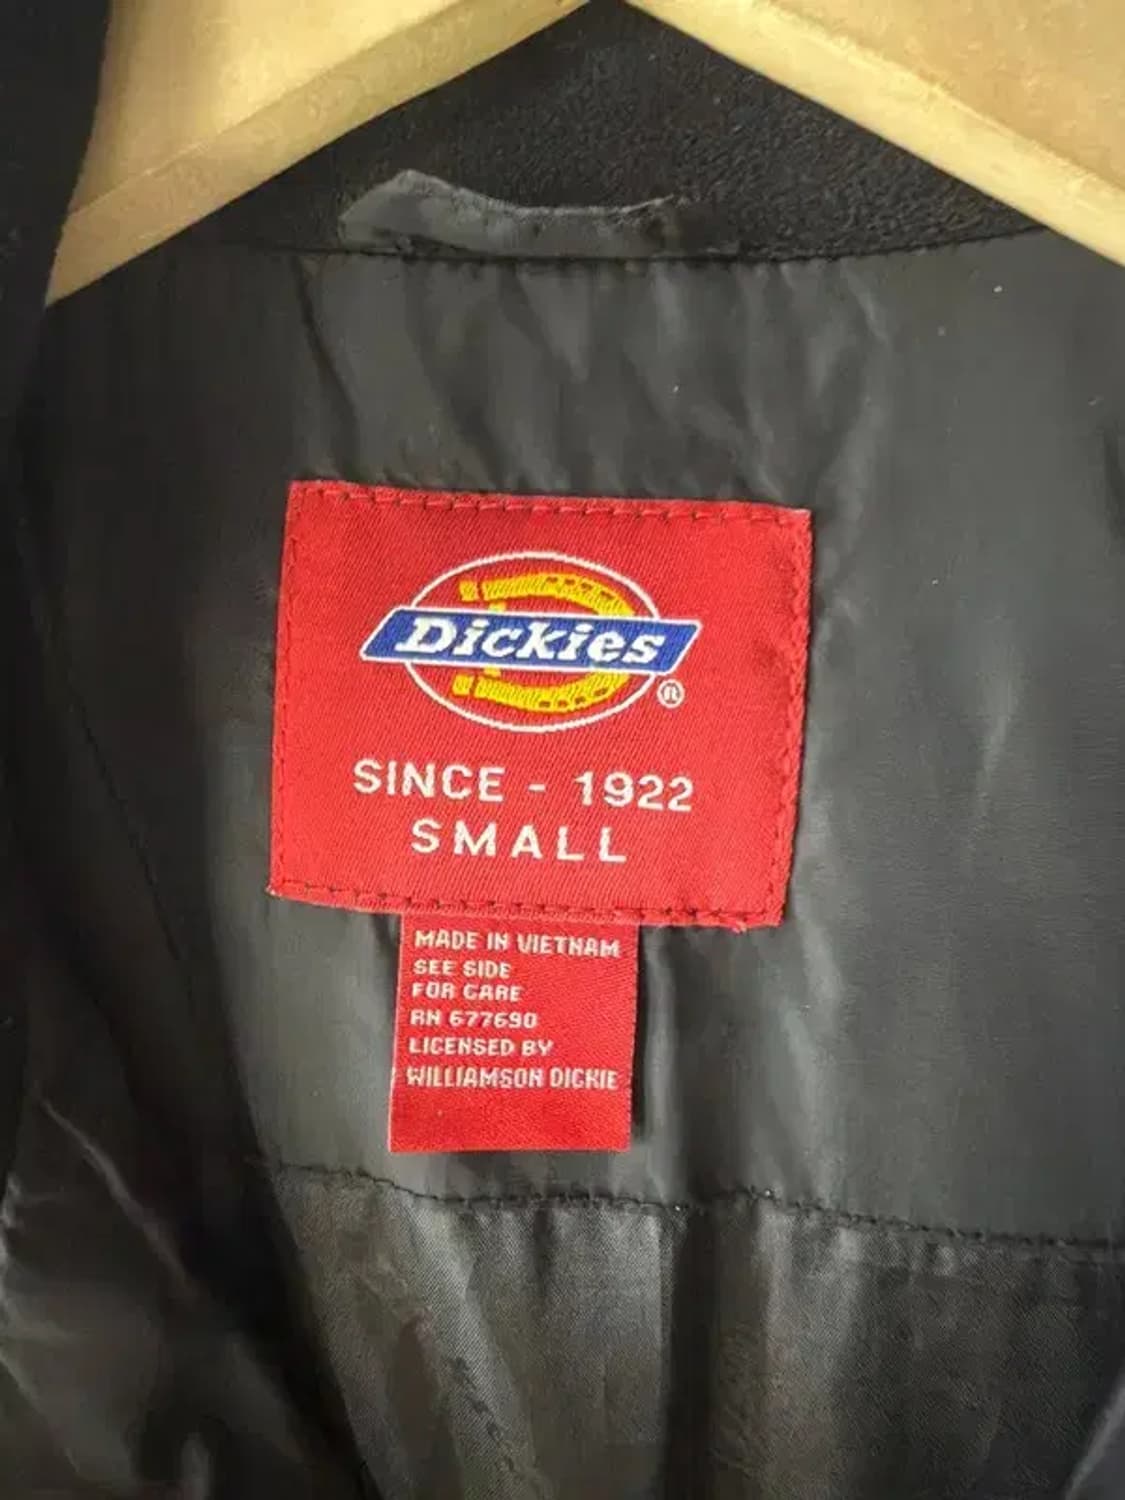 Dickies
®
SINCE - 1922
SMALL
MADE IN VIETNAM
SEE SIDE
FOR CARE
RN 677690
LICENSED BY
WILLIAMSON DICKIE